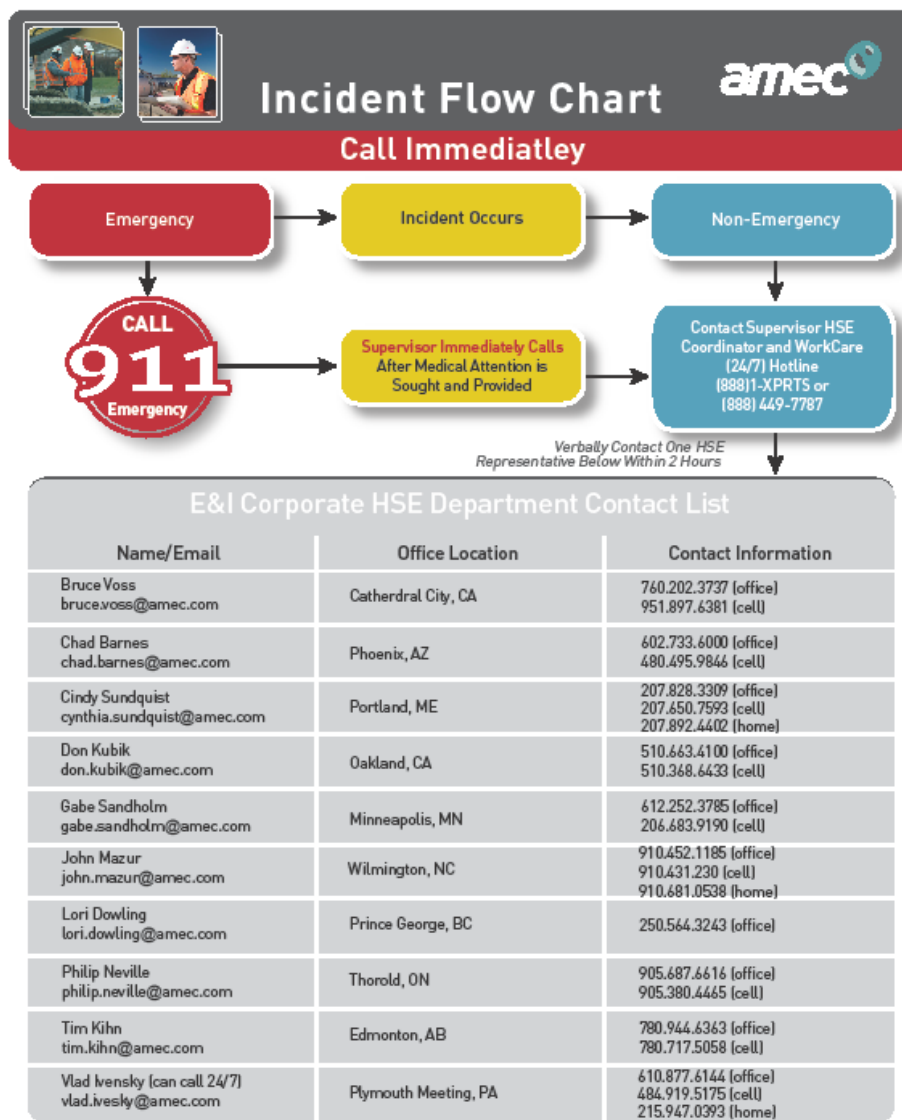 amec
Incident Flow Chart
Call Immediatley
Emergency
Incident Occurs
Non-Emergency
CALL
911
Emergency
Supervisor Immediately Calls
After Medical Attention is
Sought and Provided
Contact Supervisor HSE
Coordinator and WorkCare
(24/7) Hotline
(888)1-XPRTS or
(888) 449-7787
Verbally Contact One HSE
Representative Below Within 2 Hours
E&I Corporate HSE Department Contact List
Name/Email Office Location Contact Information
Bruce Voss
bruce.voss@amec.com
Catherdral City, CA
760.202.3737 (office)
951.897.6381 (cell)
Chad Barnes
chad.barnes@amec.com
Phoenix, AZ
602.733.6000 (office)
480.495.9846 (cell)
Cindy Sundquist
cynthia.sundquist@amec.com
Portland, ME
207.828.3309 (office)
207.650.7593 (cell)
207.892.4402 (home)
Don Kubik
don.kubik@amec.com
Oakland, CA
510.663.4100 (office)
510.368.6433 (cell)
Gabe Sandholm
gabe.sandholm@amec.com
Minneapolis, MN
612.252.3785 (office)
206.683.9190 (cell)
John Mazur
john.mazur@amec.com
Wilmington, NC
910.452.1185 (office)
910.431.230 (cell)
910.681.0538 (home)
Lori Dowling
lori.dowling@amec.com
Prince George, BC
250.564.3243 (office)
Philip Neville
philip.neville@amec.com
Thorold, ON
905.687.6616 (office)
905.380.4465 (cell)
Tim Kihn
tim.kihn@amec.com
Edmonton, AB
780.944.6363 (office)
780.717.5058 (cell)
Vlad Ivensky (can call 24/7)
vlad.ivesky@amec.com
Plymouth Meeting, PA
610.877.6144 (office)
484.919.5175 (cell)
215.947.0393 (home)